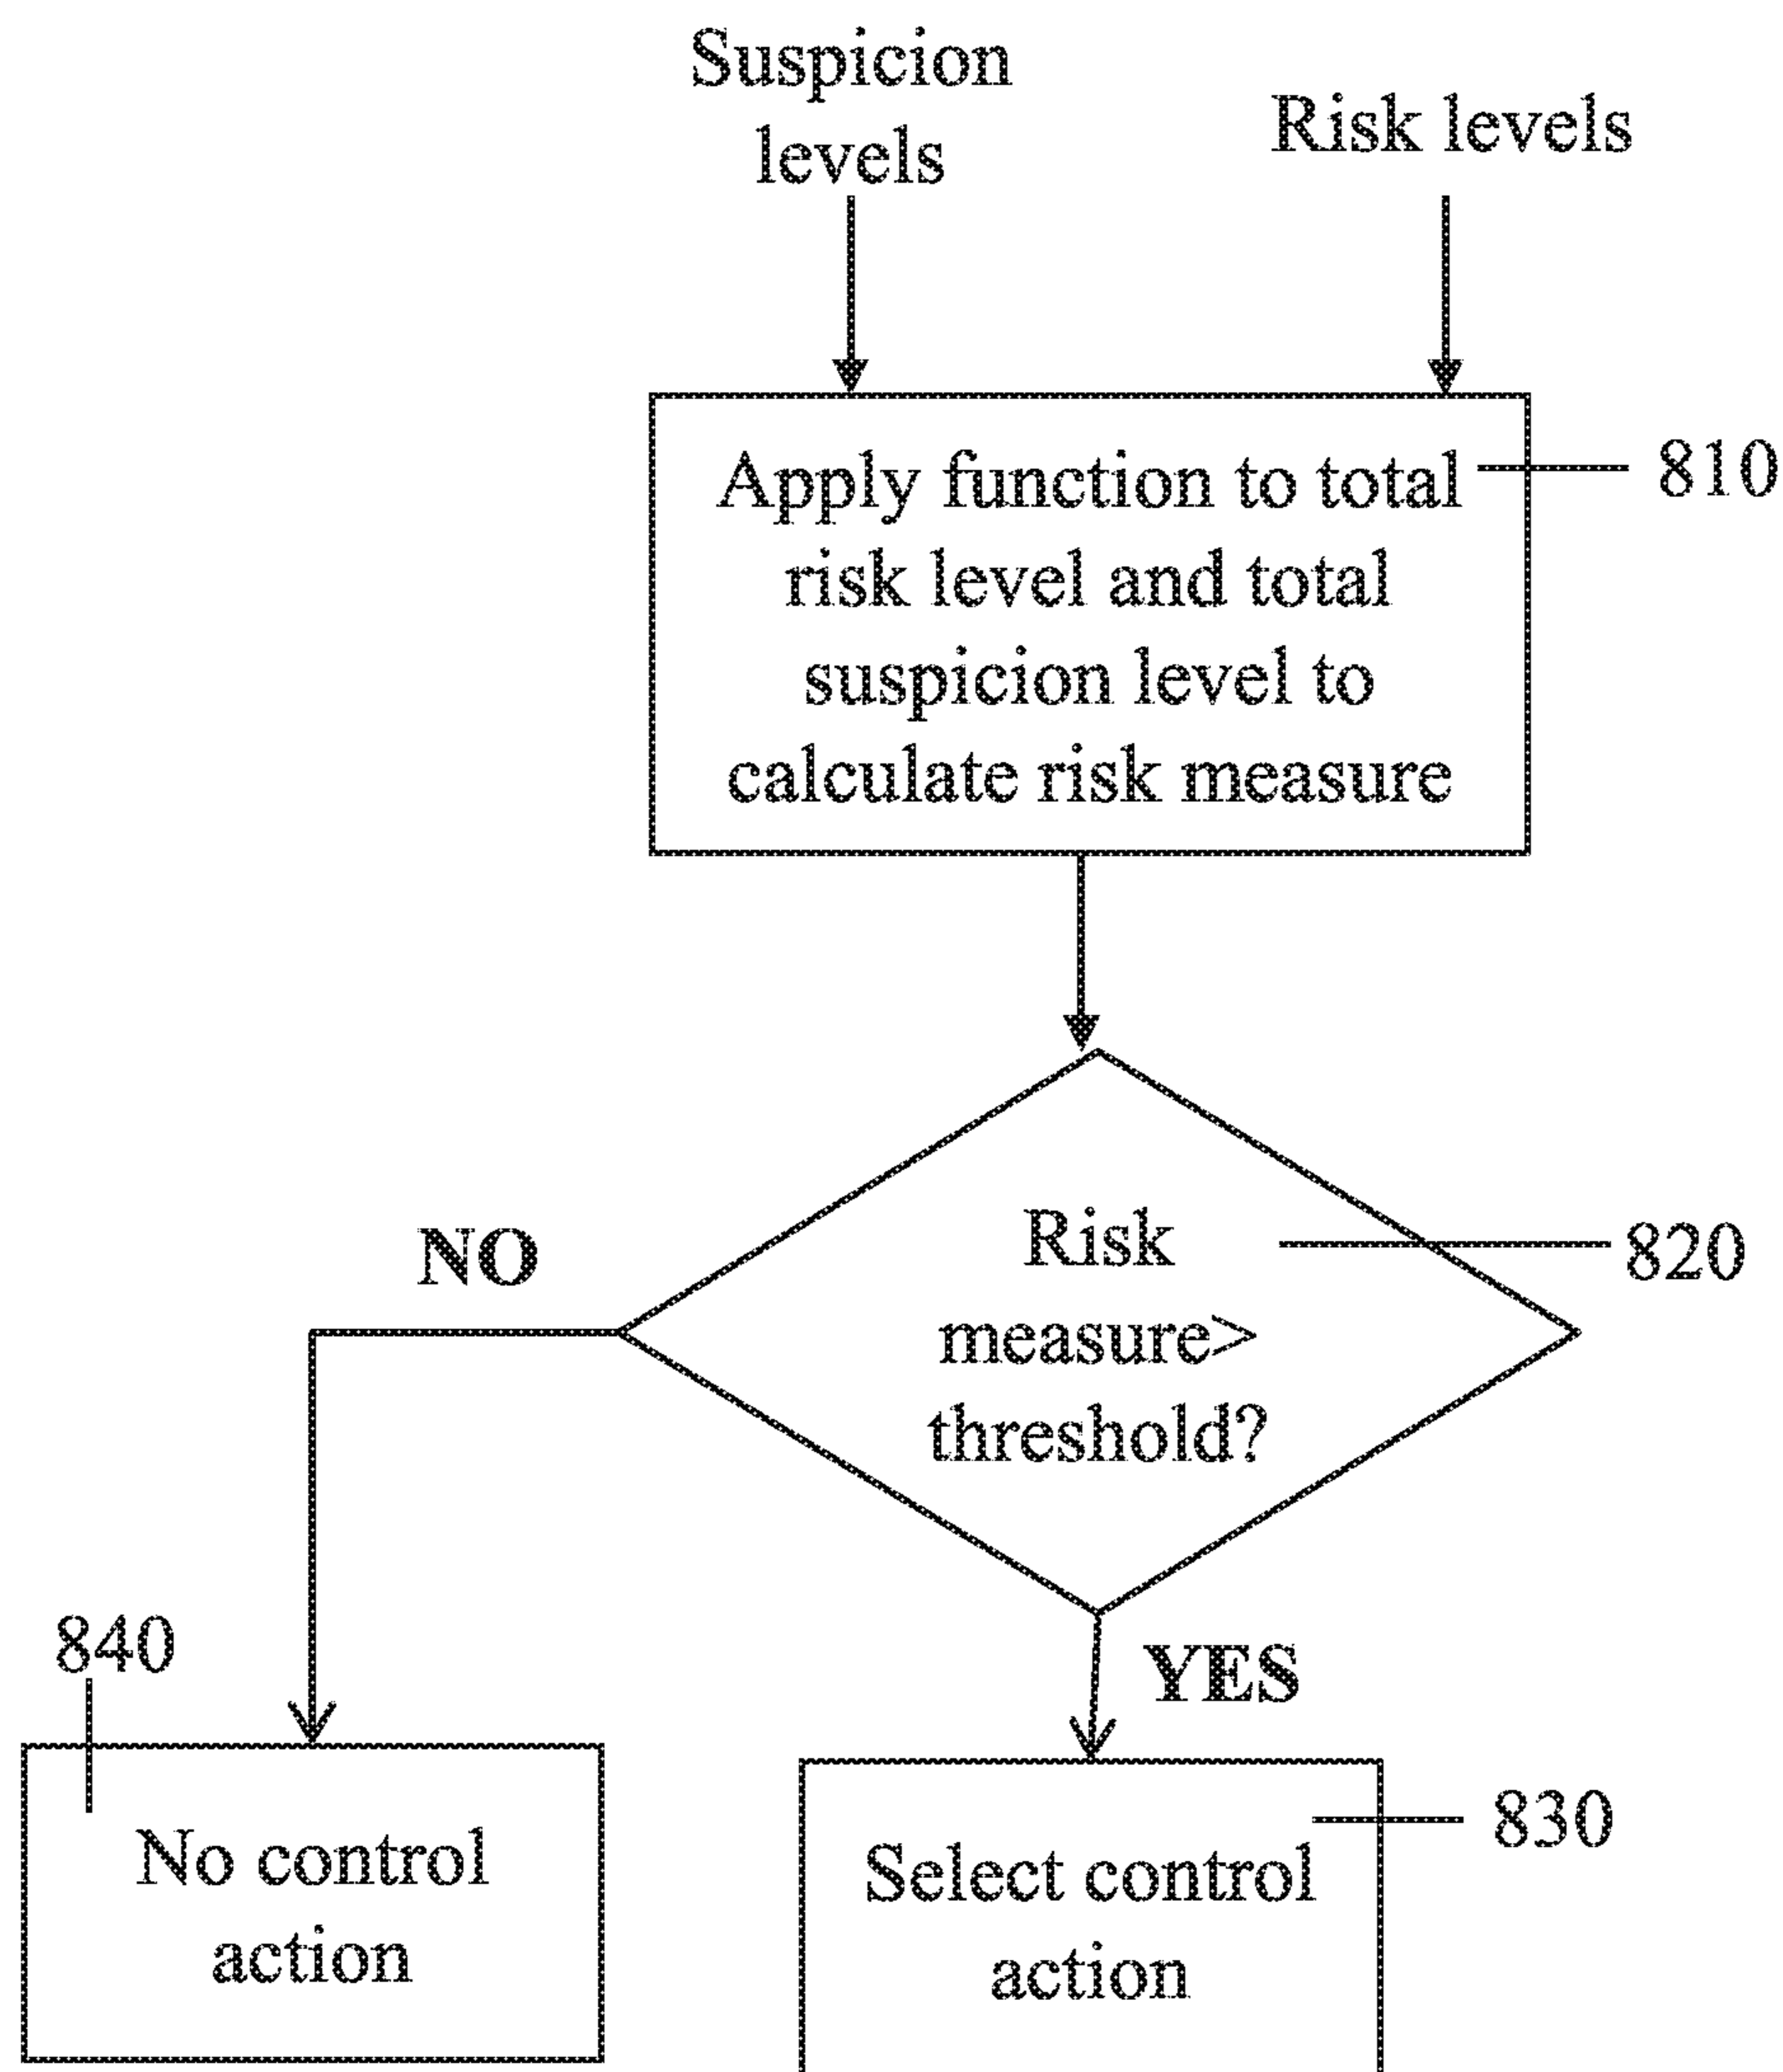 Suspicion
levels
Risk levels
Apply function to total
risk level and total
suspicion level to
calculate risk measure
810
Risk
measure>
threshold?
820
NO
YES
840
No control
action
830
Select control
action